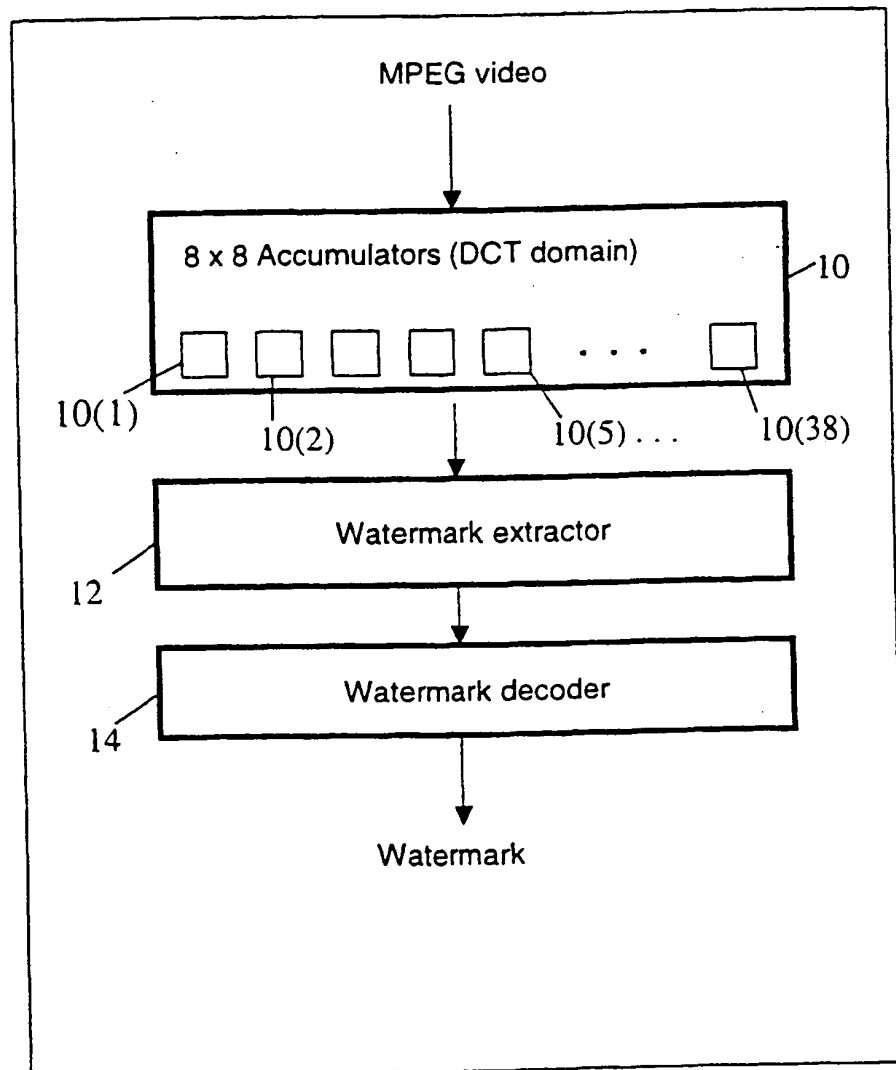 MPEG video
8 x 8 Accumulators (DCT domain)
10
. . .
10(1)
10(2)
10(5) . . .
10(38)
Watermark extractor
12
Watermark decoder
14
Watermark